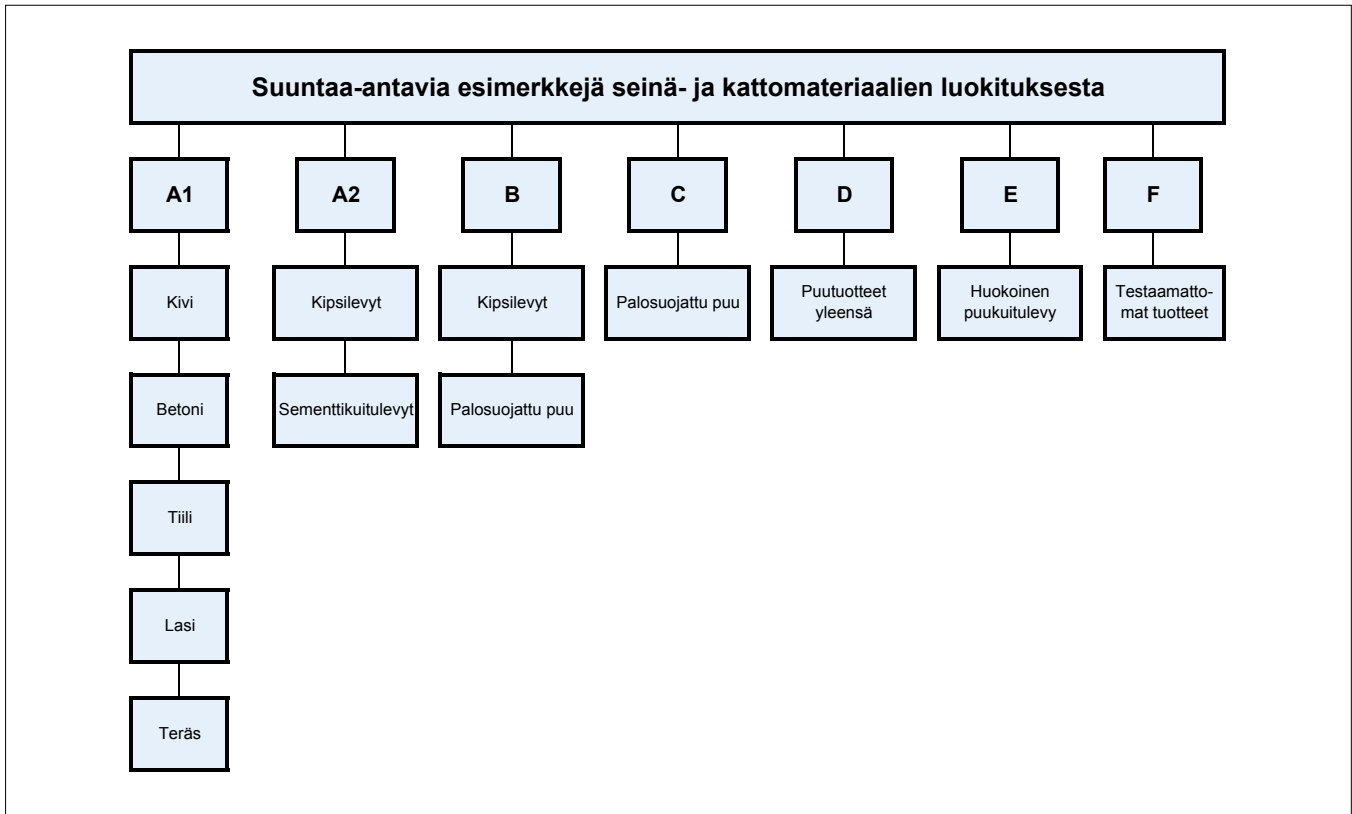 Suuntaa-antavia esimerkkejä seinä- ja kattomateriaalien luokituksesta
A1
A2
B
C
D
E
F
Kivi
Kipsilevyt
Kipsilevyt
Palosuojattu puu
Puutuotteet
yleensä
Huokoinen
puukuitulevy
Testaamatto-
mat tuotteet
Betoni
Sementtikuitulevyt
Palosuojattu puu
Tiili
Lasi
Teräs